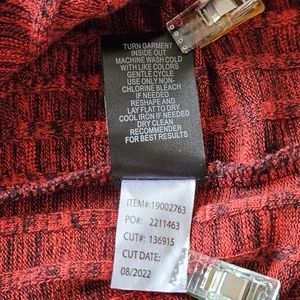 TURN GARMENT
INSIDE OUT
MACHINE WASH COLD
WITH LIKE COLORS
GENTLE CYCLE
USE ONLY NON-
CHLORINE BLEACH
IF NEEDED
RESHAPE AND
LAY FLAT TO DRY
COOL IRON IF NEEDED
DRY CLEAN
RECOMMENDER
FOR BEST RESULTS
ITEM#:19002763
PO#: 2211463
CUT#: 136915
CUT DATE:
08/2022